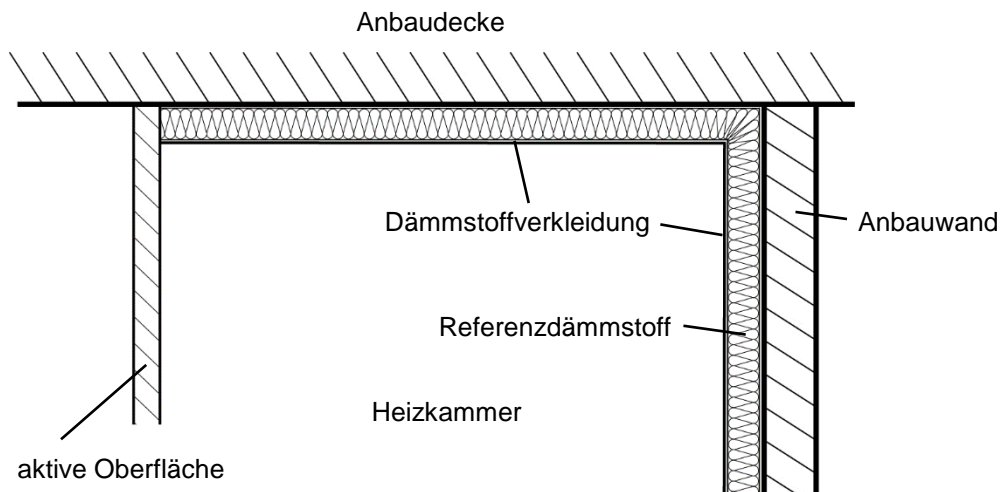 Anbaudecke
Dämmstoffverkleidung
Anbauwand
Referenzdämmstoff
Heizkammer
aktive Oberfläche